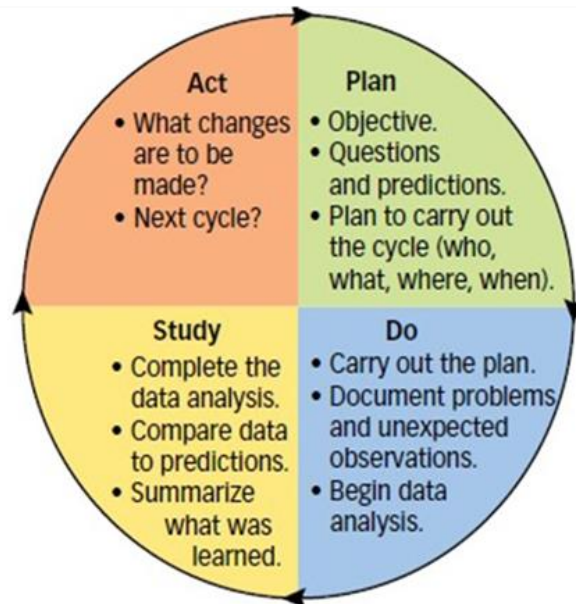 Act
• What changes
are to be
made?
• Next cycle?
Plan
• Objective.
• Questions
and predictions.
• Plan to carry out
the cycle (who,
what, where, when).
Study
• Complete the
data analysis.
• Compare data
to predictions.
• Summarize
what was
learned.
Do
• Carry out the plan.
• Document problems
and unexpected
observations.
• Begin data
analysis.